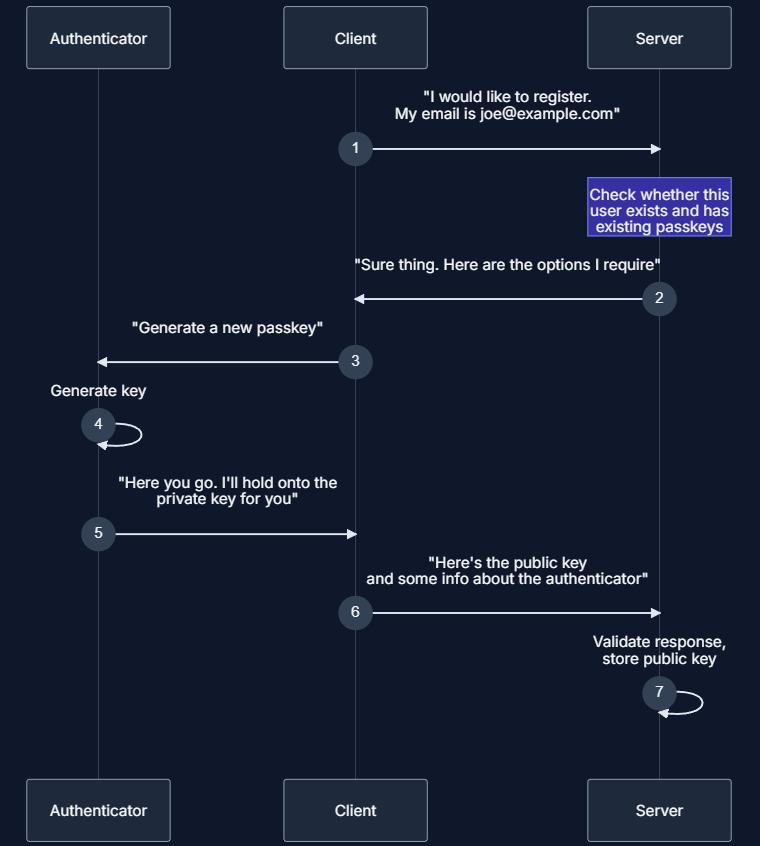 Authenticator
Client
Server
"I would like to register.
My email is joe@example.com"
1
Check whether this
user exists and has
existing passkeys
"Sure thing. Here are the options I require"
2
"Generate a new passkey"
3
Generate key
4
"Here you go. I'll hold onto the
private key for you"
5
"Here's the public key
and some info about the authenticator"
6
Validate response,
store public key
7
Authenticator
Client
Server